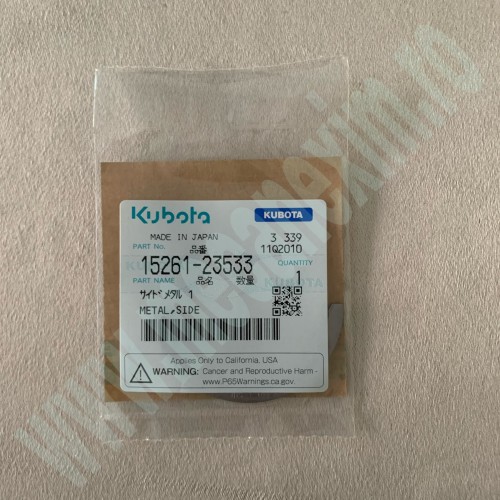 Kubota
KUBOTA
MADE IN JAPAN
3 339
PART No.
品番
11Q2010
15261-23533
QUANTITY
1
PART NAME
品名
数量
サイドメタル 1
METAL,SIDE
Applies Only to California, USA
WARNING: Cancer and Reproductive Harm -
www.P65Warnings.ca.gov